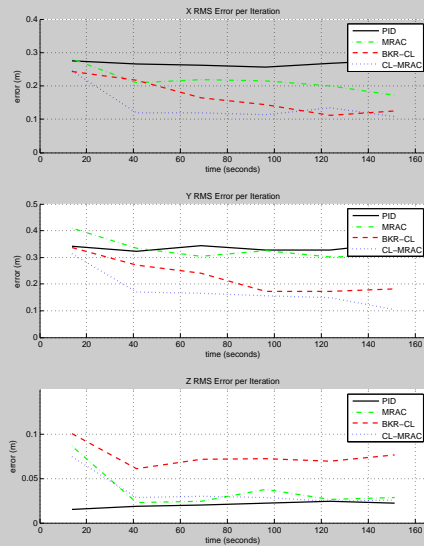 X RMS Error per Iteration
0.4
0.3
0.2
0.1
0
error (m)
0 20 40 60 80 100 120 140 160
time (seconds)
PID
MRAC
BKR−CL
CL−MRAC
Y RMS Error per Iteration
0.5
0.4
0.3
0.2
0.1
0
error (m)
0 20 40 60 80 100 120 140 160
time (seconds)
PID
MRAC
BKR−CL
CL−MRAC
Z RMS Error per Iteration
0.1
0.05
0
error (m)
0 20 40 60 80 100 120 140 160
time (seconds)
PID
MRAC
BKR−CL
CL−MRAC